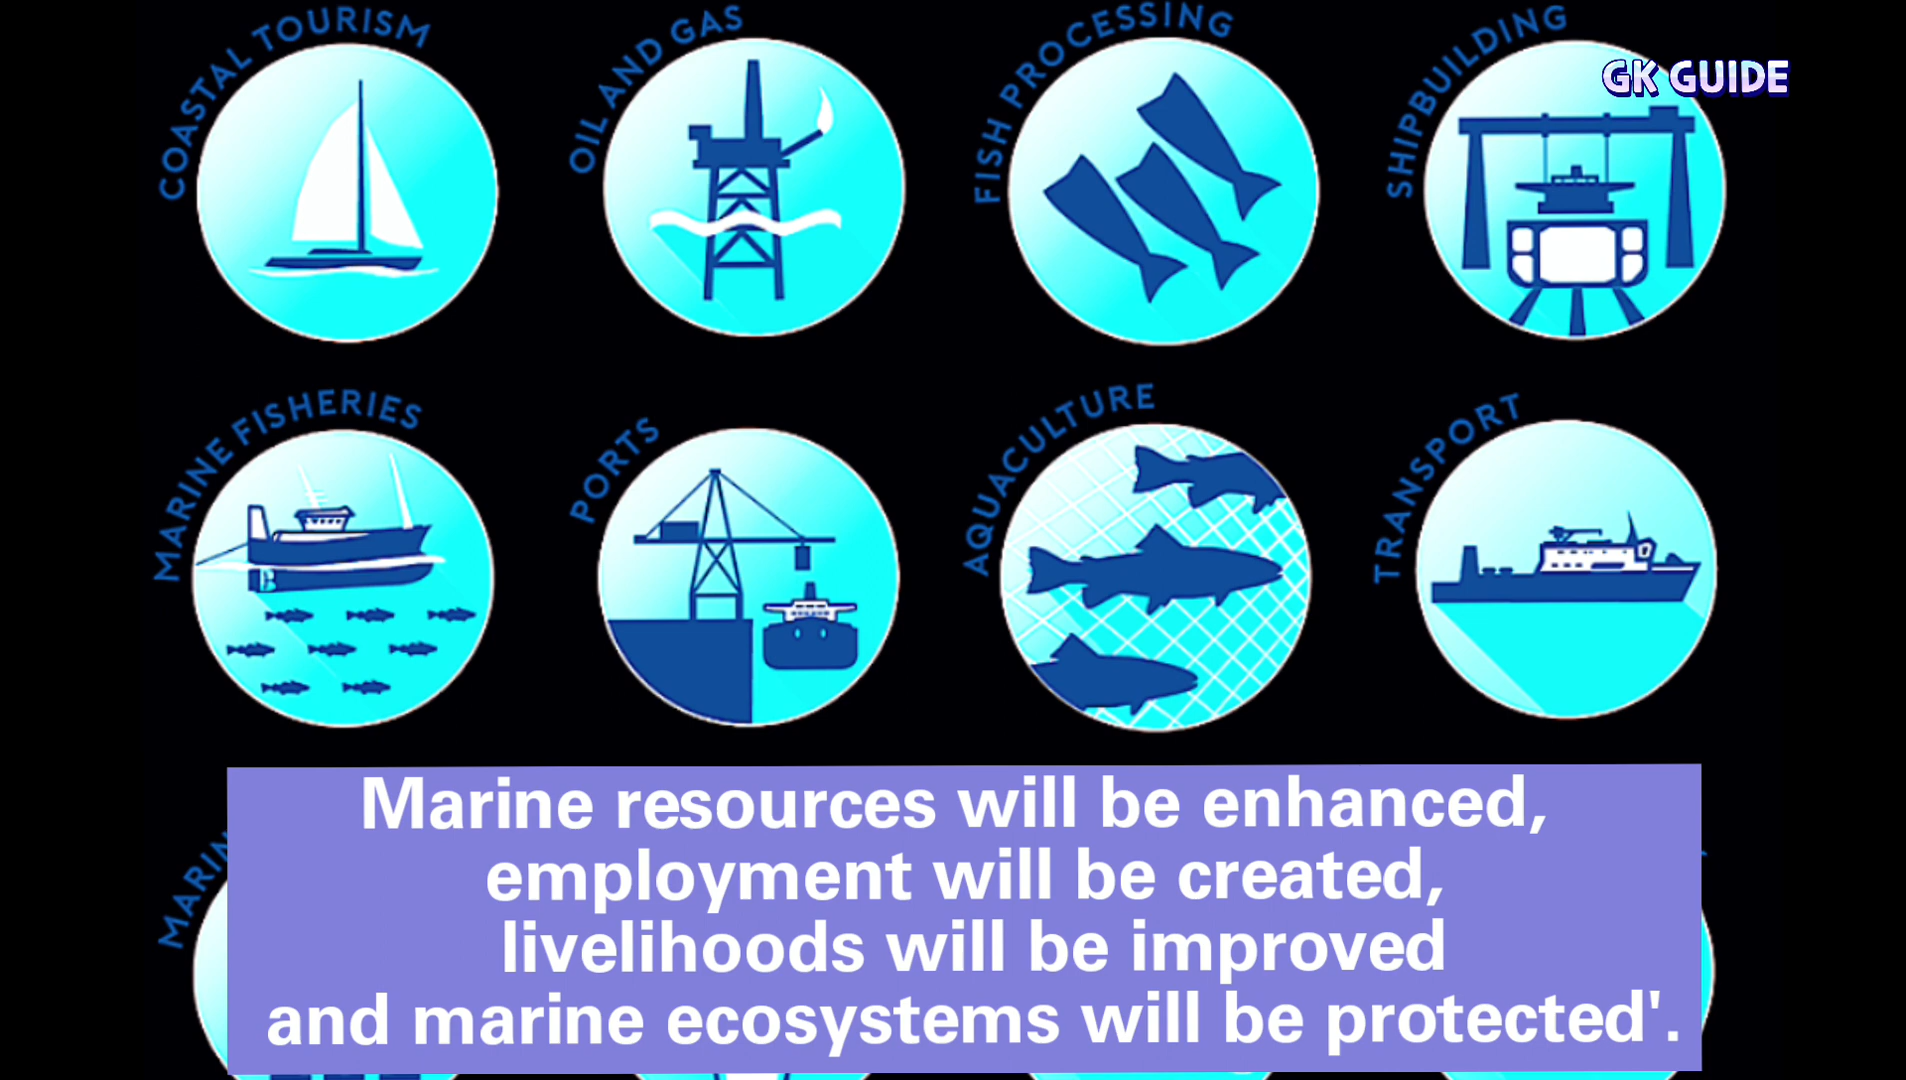 COASTAL TOURISM
OIL AND GAS
FISH PROCESSING
SHIPBUILDING
GK GUIDE
MARINE FISHERIES
PORTS
AQUACULTURE
TRANSPORT
Marine resources will be enhanced,
employment will be created,
livelihoods will be improved
and marine ecosystems will be protected'.